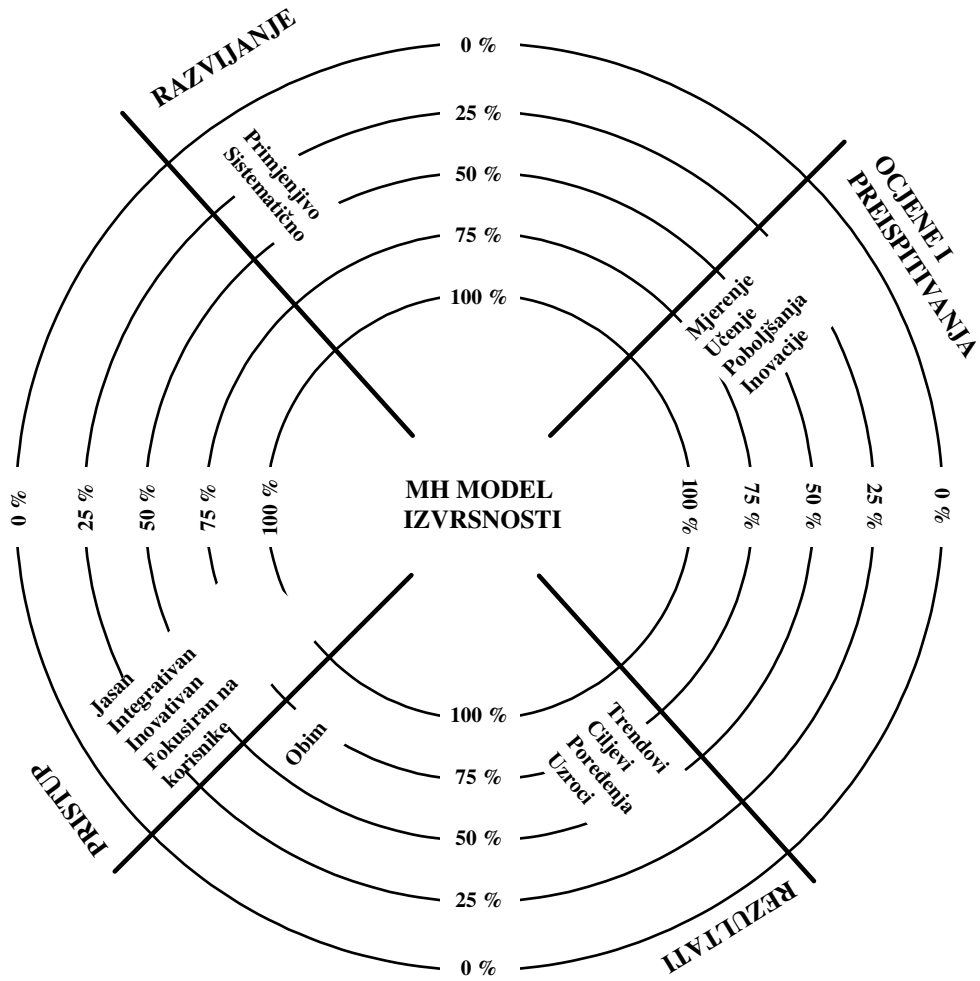 RAZVIJANJE
0 %
25 %
50 %
75 %
100 %
Primjenjivo
Sistematično
OCJENE I
PREISPITIVANJA
Mjerenje
Učenje
Poboljšanja
Inovacije
0 %
25 %
50 %
75 %
100 %
MH MODEL
IZVRSNOSTI
100 %
75 %
50 %
25 %
0 %
Jasan
Integrativan
Inovativan
Fokusiran na
korisnike
PRISTUP
Obim
Trendovi
Ciljevi
Poređenja
Uzroci
100 %
75 %
50 %
25 %
0 %
REZULTATI